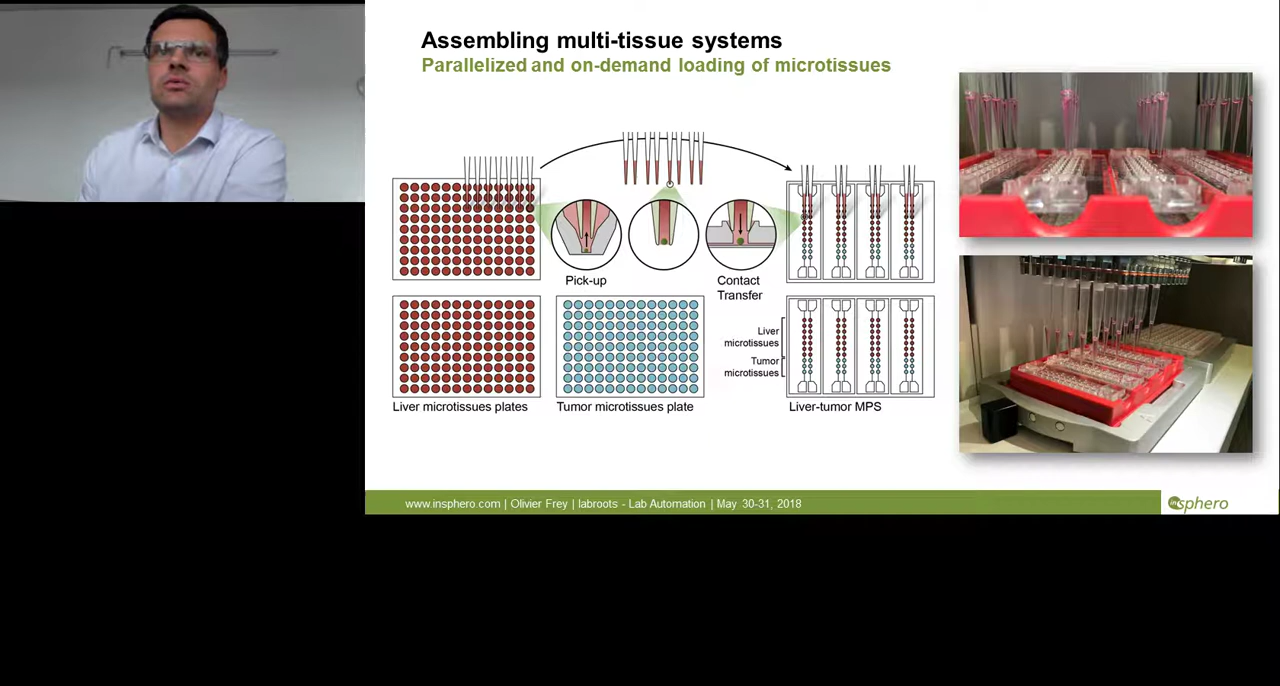 Assembling multi-tissue systems
Parallelized and on-demand loading of microtissues
Pick-up
Contact
Transfer
Liver
microtissues
Tumor
microtissues
Liver microtissues plates
Tumor microtissues plate
Liver-tumor MPS
www.insphero.com | Olivier Frey | labroots - Lab Automation | May 30-31, 2018
insphero